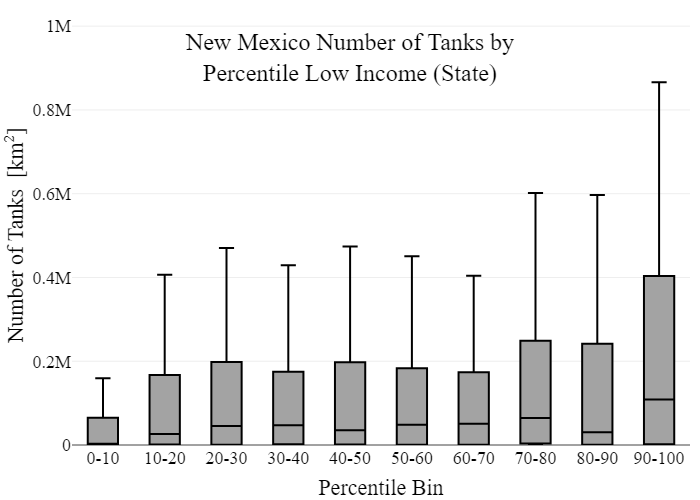 New Mexico Number of Tanks by
Percentile Low Income (State)
Number of Tanks [km²]
1M
0.8M
0.6M
0.4M
0.2M
0
0-10 10-20 20-30 30-40 40-50 50-60 60-70 70-80 80-90 90-100
Percentile Bin